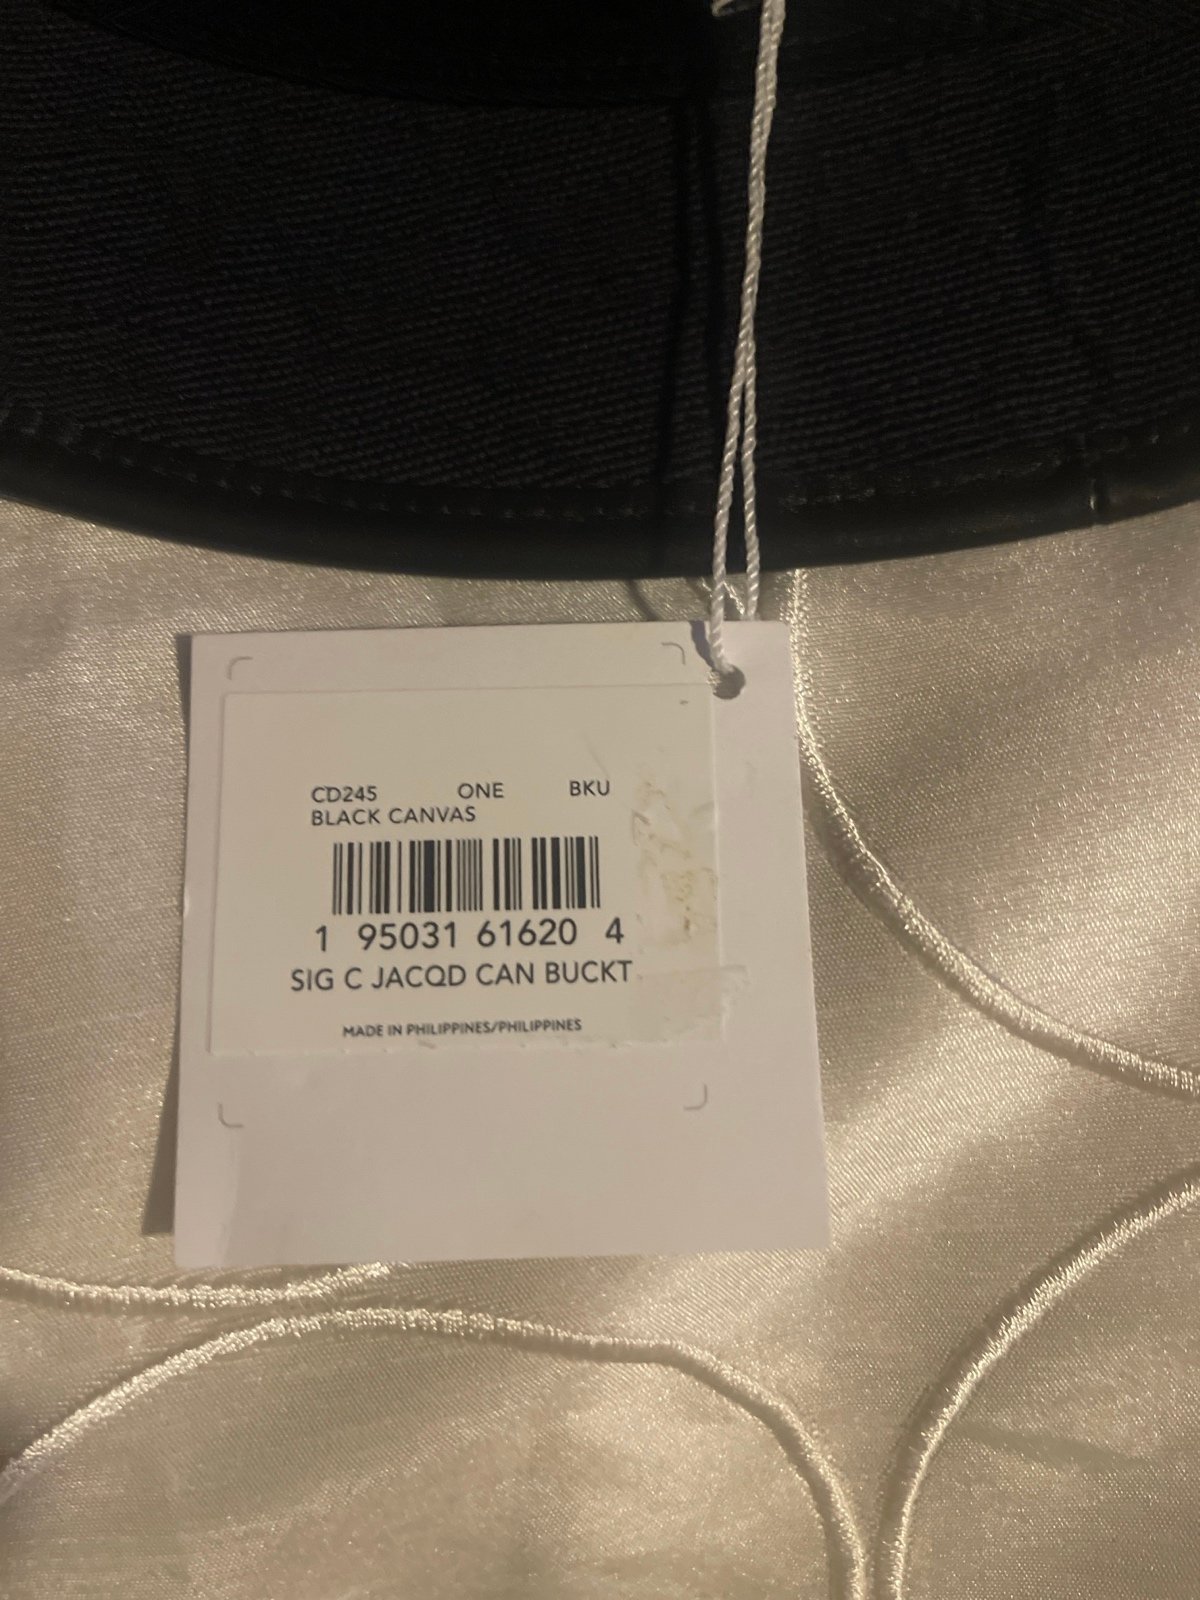 CD245 ONE BKU
BLACK CANVAS
1 95031 61620 4
SIG C JACQD CAN BUCKT
MADE IN PHILIPPINES/PHILIPPINES